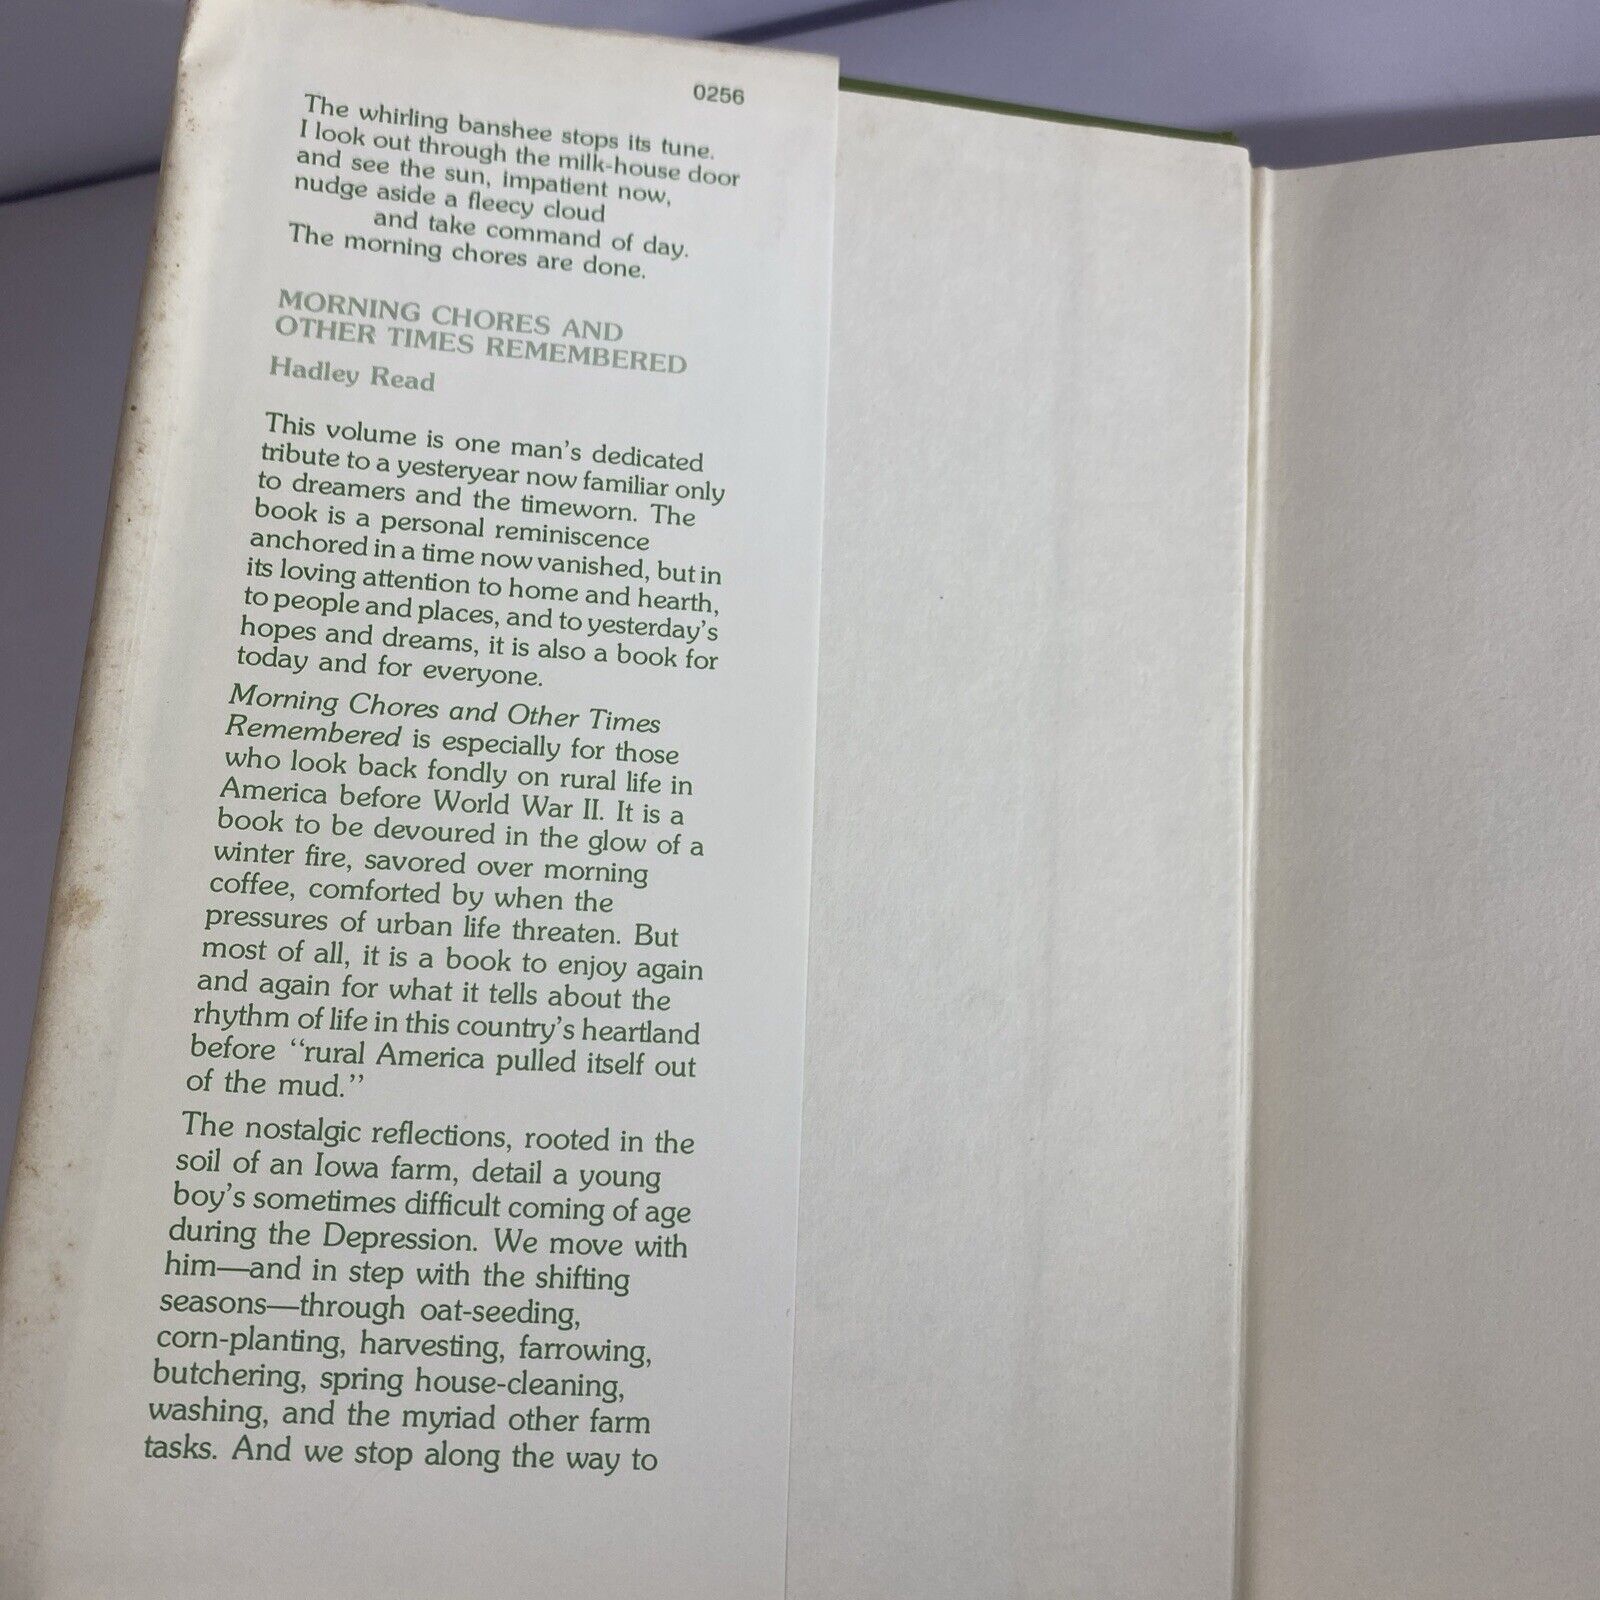 0256
The whirling banshee stops its tune.
I look out through the milk-house door
and see the sun, impatient now,
nudge aside a fleecy cloud
and take command of day.
The morning chores are done.
MORNING CHORES AND
OTHER TIMES REMEMBERED
Hadley Read
This volume is one man's dedicated
tribute to a yesteryear now familiar only
to dreamers and the timeworn. The
book is a personal reminiscence
anchored in a time now vanished, but in
its loving attention to home and hearth,
to people and places, and to yesterday's
hopes and dreams, it is also a book for
today and for everyone.
Morning Chores and Other Times
Remembered is especially for those
who look back fondly on rural life in
America before World War II. It is a
book to be devoured in the glow of a
winter fire, savored over morning
coffee, comforted by when the
pressures of urban life threaten. But
most of all, it is a book to enjoy again
and again for what it tells about the
rhythm of life in this country's heartland
before "rural America pulled itself out
of the mud."
The nostalgic reflections, rooted in the
soil of an Iowa farm, detail a young
boy's sometimes difficult coming of age
during the Depression. We move with
him—and in step with the shifting
seasons—through oat-seeding,
corn-planting, harvesting, farrowing,
butchering, spring house-cleaning,
washing, and the myriad other farm
tasks. And we stop along the way to